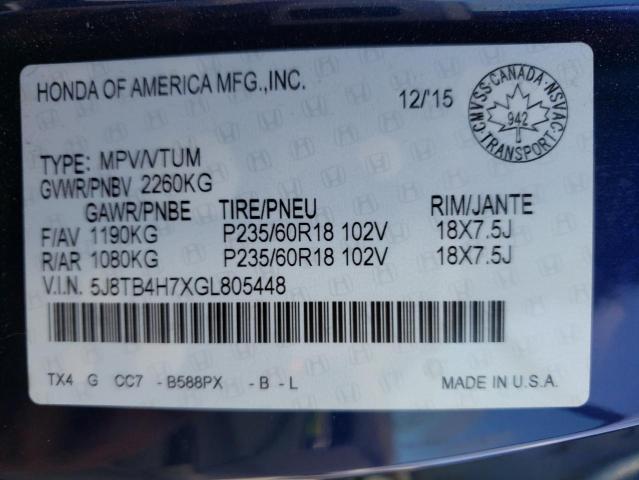 HONDA OF AMERICA MFG.,INC.
12/'15
CMVSS-CANADA-NSVAC
942
TRANSPORT
TYPE: MPV/VTUM
GVWR/PNBV 2260KG
GAWR/PNBE TIRE/PNEU RIM/JANTE
F/AV 1190KG P235/60R18 102V 18X7.5J
R/AR 1080KG P235/60R18 102V 18X7.5J
V.I.N. 5J8TB4H7XGL805448
TX4 G CC7 -B588PX -B -L MADE IN U.S.A.